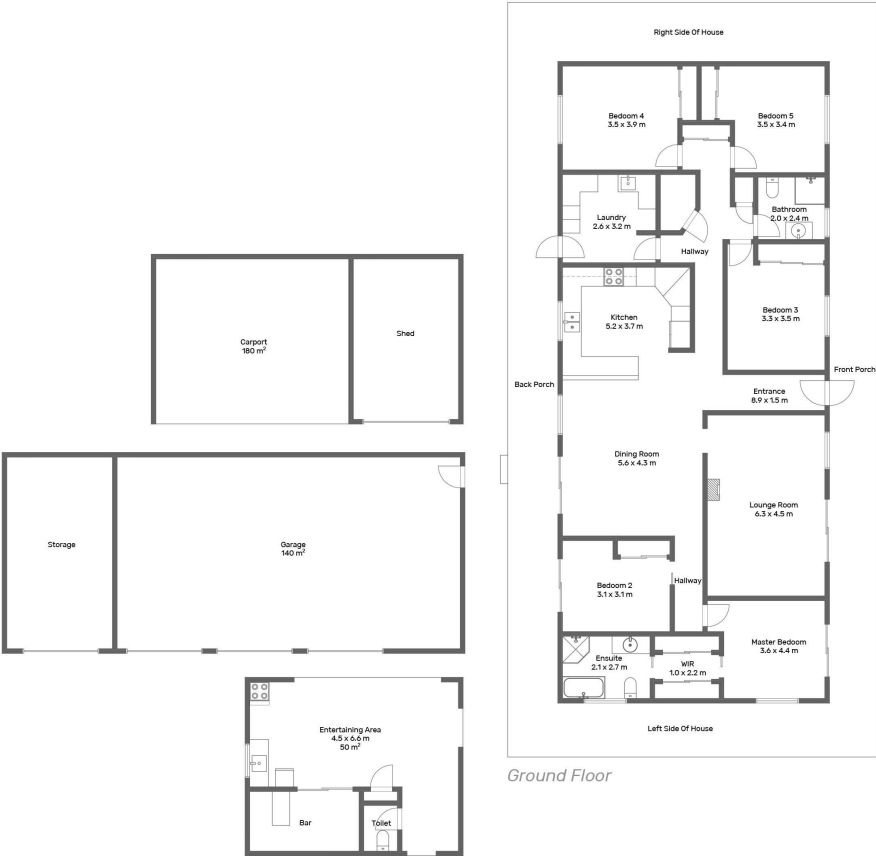 Right Side Of House
Bedoom 4
3.5 x 3.9 m
Bedoom 5
3.5 x 3.4 m
Laundry
2.6 x 3.2 m
Bathroom
2.0 x 2.4 m
Hallway
Kitchen
5.2 x 3.7 m
Bedroom 3
3.3 x 3.5 m
Back Porch
Front Porch
Entrance
8.9 x 1.5 m
Dining Room
5.6 x 4.3 m
Lounge Room
6.3 x 4.5 m
Bedroom 2
3.1 x 3.1 m
Hallway
Master Bedroom
3.6 x 4.4 m
Ensuite
2.1 x 2.7 m
WIR
1.0 x 2.2 m
Left Side Of House
Ground Floor
Carport
180 m²
Shed
Storage
Garage
140 m²
Entertaining Area
4.5 x 6.6 m
50 m²
Bar
Toilet